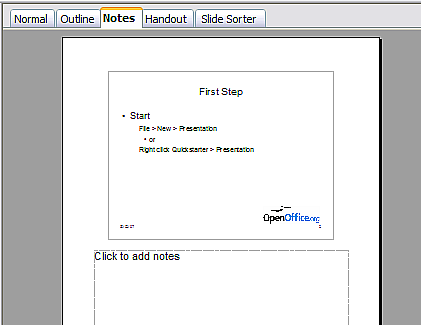 Normal Outline Notes Handout Slide Sorter
First Step
• Start
File > New > Presentation
• or
Right click Quickstarter > Presentation
OpenOffice.org
Click to add notes